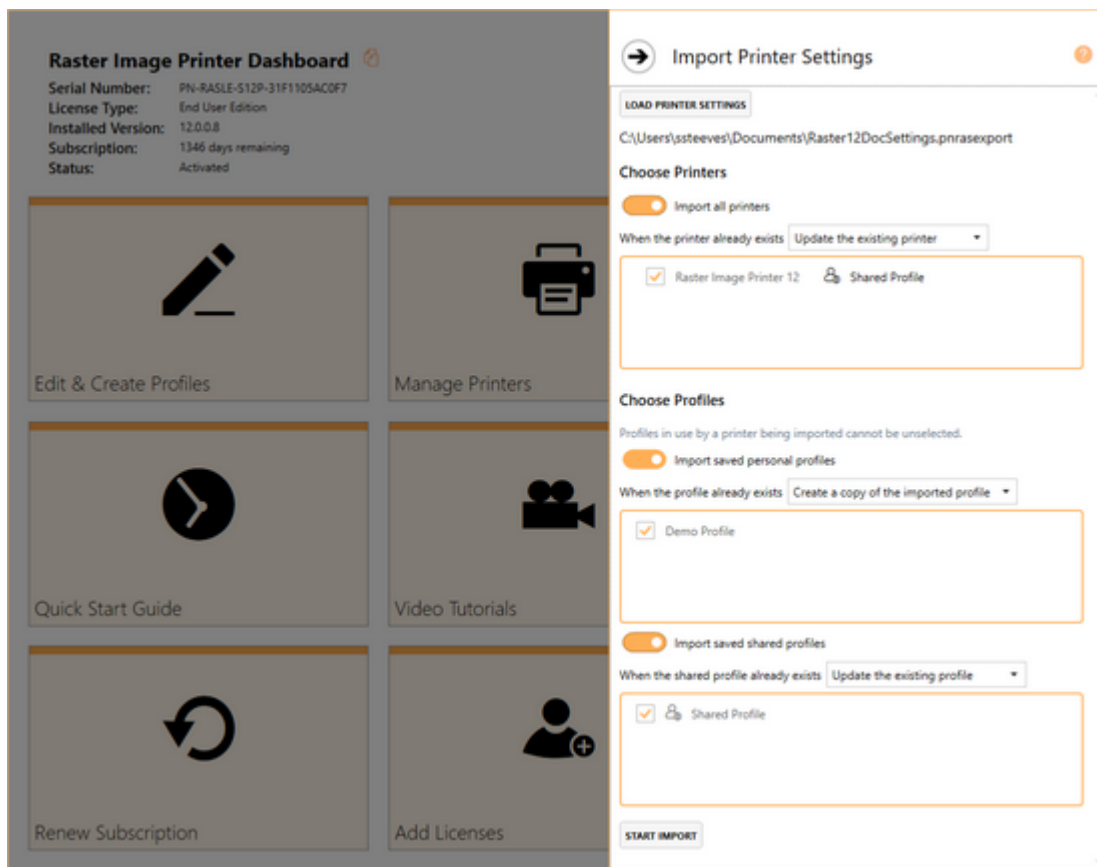 Raster Image Printer Dashboard
Serial Number: PN-RASLE-S12P-31F1105AC0F7
License Type: End User Edition
Installed Version: 12.0.0.8
Subscription: 1346 days remaining
Status: Activated
Edit & Create Profiles
Manage Printers
Quick Start Guide
Video Tutorials
Renew Subscription
Add Licenses
Import Printer Settings ?
LOAD PRINTER SETTINGS
C:\Users\ssteeves\Documents\Raster12DocSettings.pnrasexport
Choose Printers
Import all printers
When the printer already exists Update the existing printer
Raster Image Printer 12 Shared Profile
Choose Profiles
Profiles in use by a printer being imported cannot be unselected.
Import saved personal profiles
When the profile already exists Create a copy of the imported profile
Demo Profile
Import saved shared profiles
When the shared profile already exists Update the existing profile
Shared Profile
START IMPORT